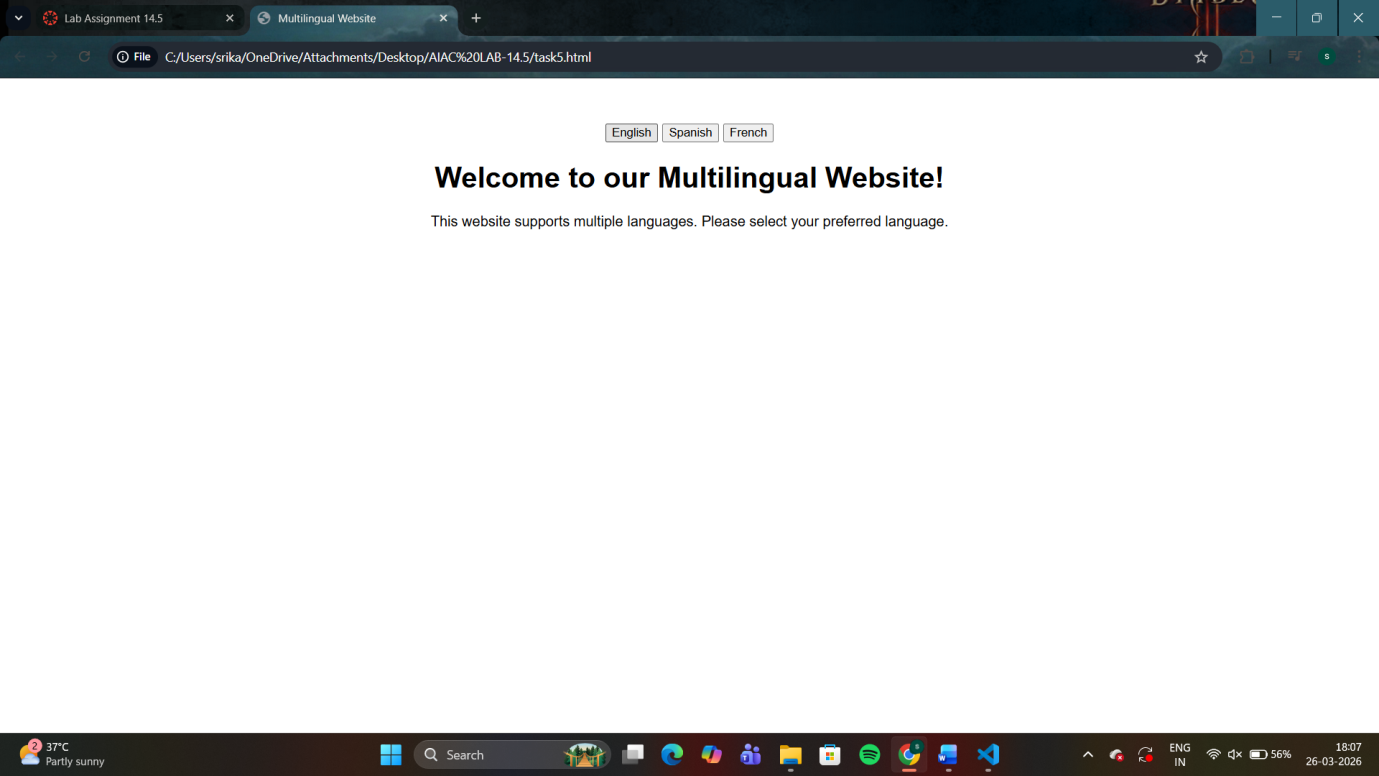 Lab Assignment 14.5
Multilingual Website
File
C:/Users/srika/OneDrive/Attachments/Desktop/AIAC%20LAB-14.5/task5.html
S
English Spanish French
Welcome to our Multilingual Website!
This website supports multiple languages. Please select your preferred language.
2
37°C
Partly sunny
Search
ENG
IN
56%
18:07
26-03-2026